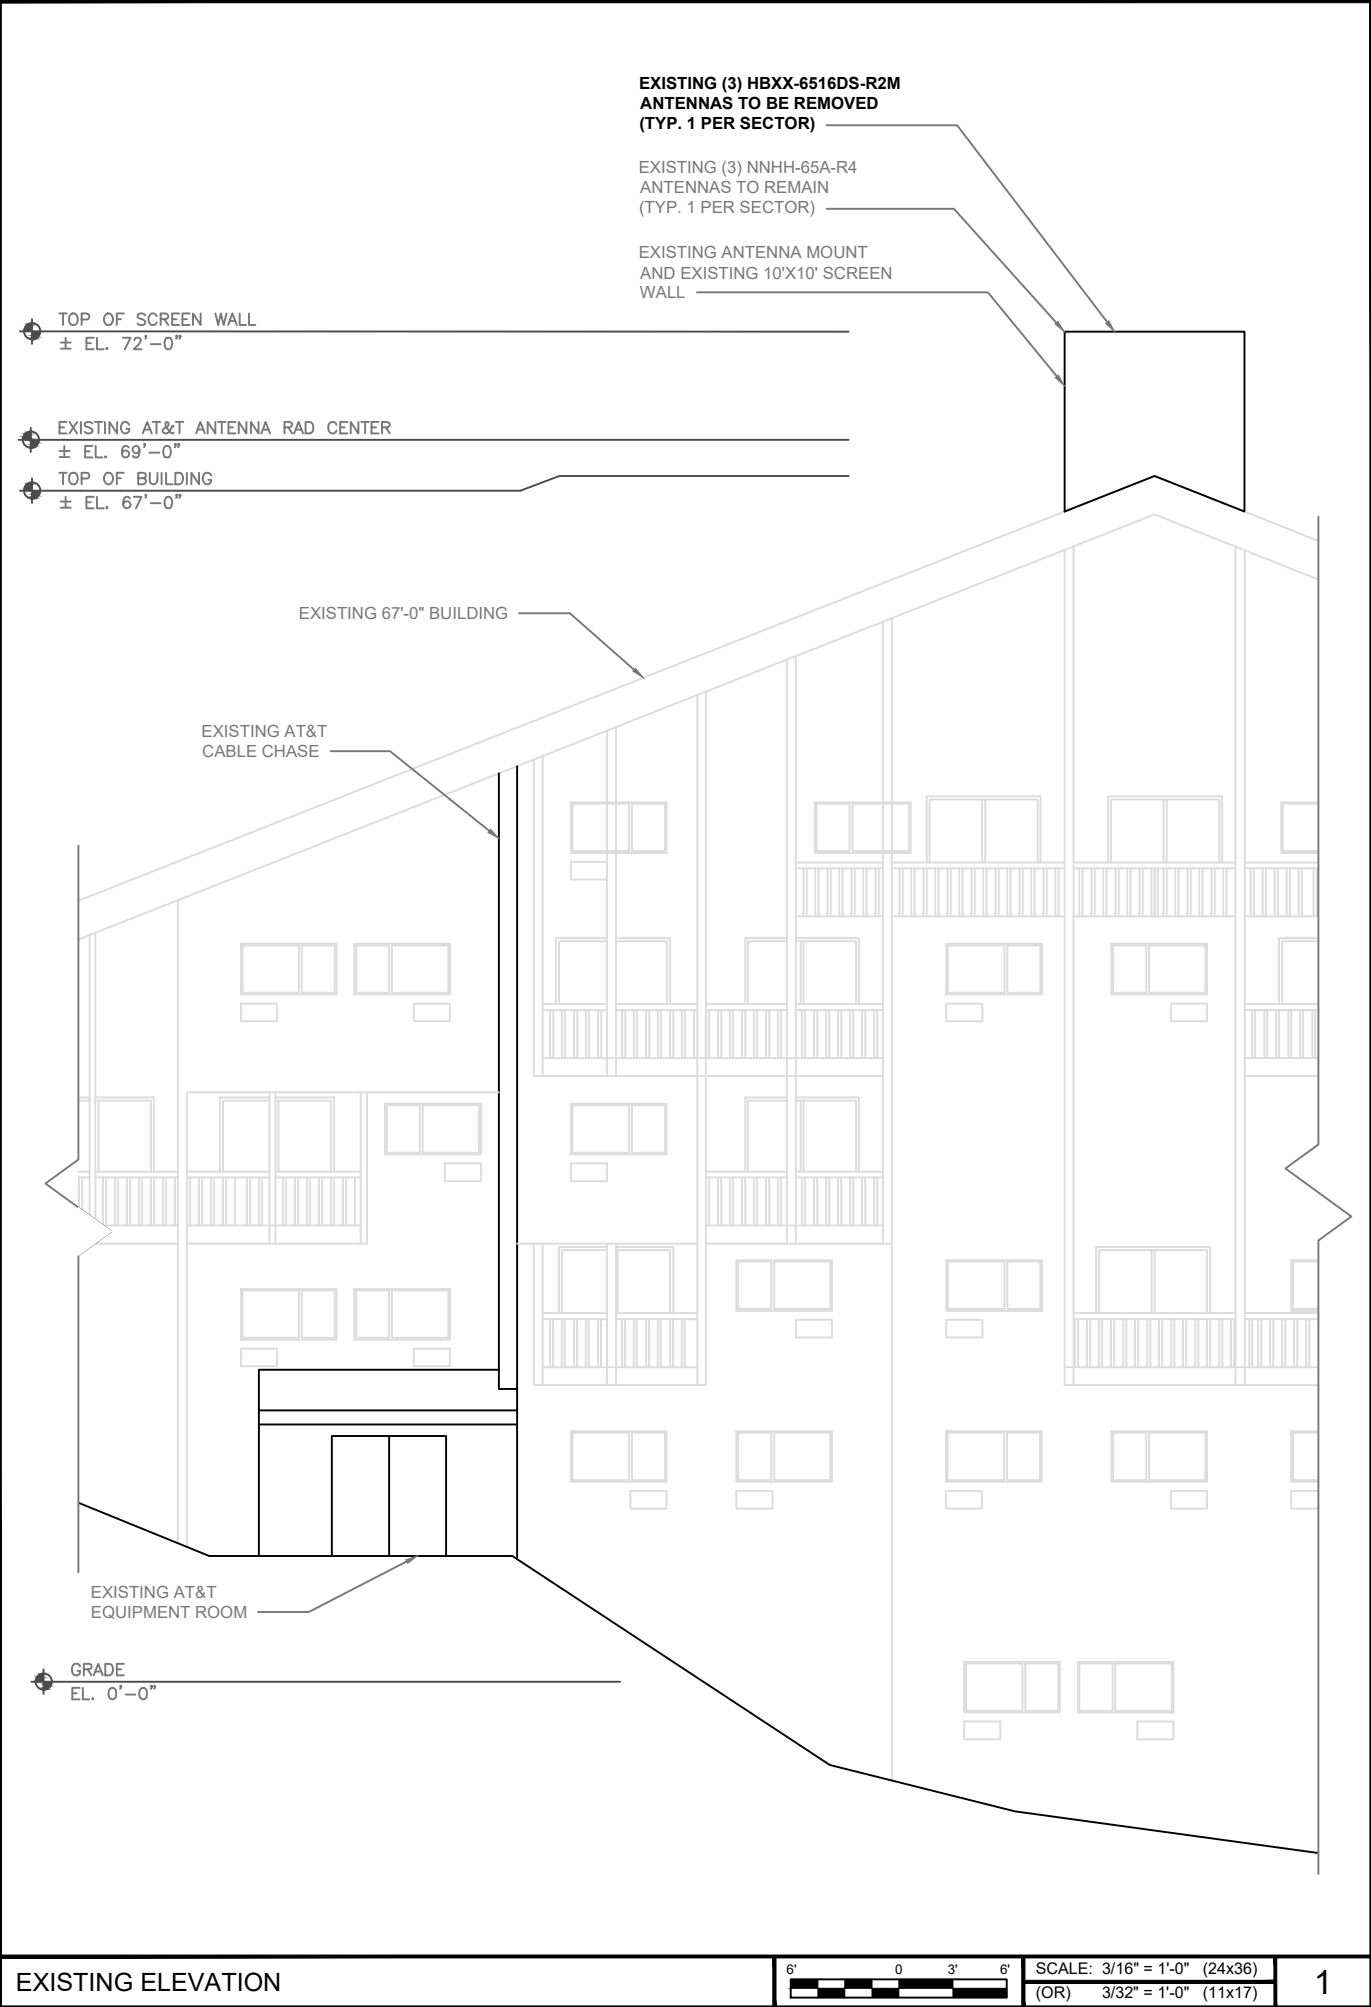 EXISTING (3) HBXX-6516DS-R2M
ANTENNAS TO BE REMOVED
(TYP. 1 PER SECTOR)
EXISTING (3) NNHH-65A-R4
ANTENNAS TO REMAIN
(TYP. 1 PER SECTOR)
EXISTING ANTENNA MOUNT
AND EXISTING 10'X10' SCREEN
WALL
TOP OF SCREEN WALL
± EL. 72'-0"
EXISTING AT&T ANTENNA RAD CENTER
± EL. 69'-0"
TOP OF BUILDING
± EL. 67'-0"
EXISTING 67'-0" BUILDING
EXISTING AT&T
CABLE CHASE
EXISTING AT&T
EQUIPMENT ROOM
GRADE
EL. 0'-0"
EXISTING ELEVATION
6' 0 3' 6'
SCALE: 3/16" = 1'-0" (24x36)
(OR) 3/32" = 1'-0" (11x17)
1